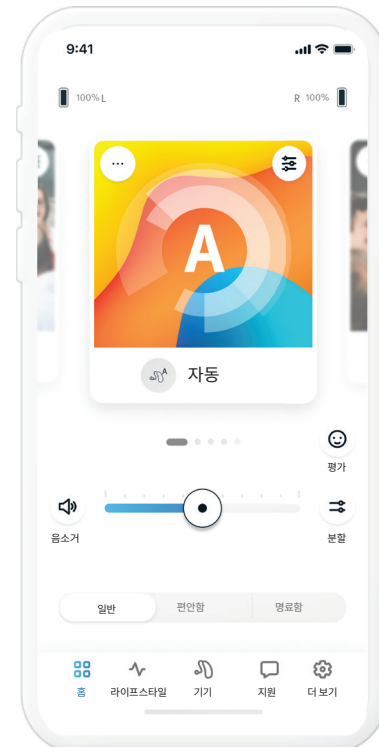 9:41
100% L
R 100%
A
A 자동
평가
음소거
분할
일반 편안함 명료함
홈 라이프스타일 기기 지원 더 보기